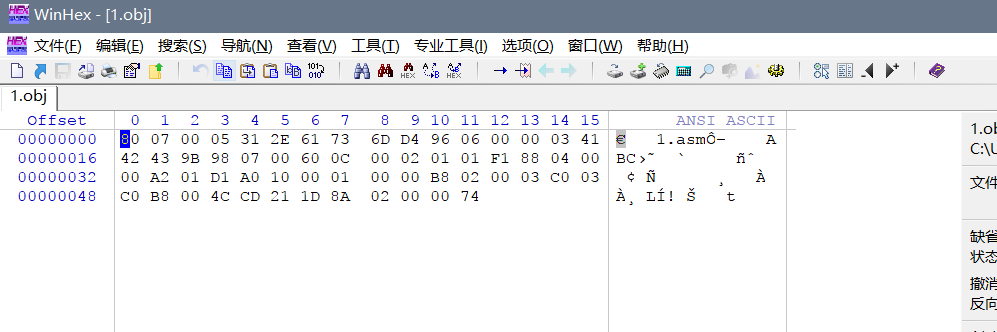 WinHex - [1.obj]
文件(F) 编辑(E) 搜索(S) 导航(N) 查看(V) 工具(T) 专业工具(I) 选项(O) 窗口(W) 帮助(H)
1.obj
Offset 0 1 2 3 4 5 6 7 8 9 10 11 12 13 14 15 ANSI ASCII
00000000 80 07 00 05 31 2E 61 73 6D D4 96 06 00 00 03 41 € 1.asmÔ– A
00000016 42 43 9B 98 07 00 60 0C 00 02 01 01 F1 88 04 00 BC›˜ ` ñˆ
00000032 00 A2 01 D1 A0 10 00 01 00 00 B8 02 00 03 C0 03 ¢ Ñ ¸ À
00000048 C0 B8 00 4C CD 21 1D 8A 02 00 00 74 À¸ LÍ! Š t
1.o
C:\U
文件
缺省
状态
撤消
反向